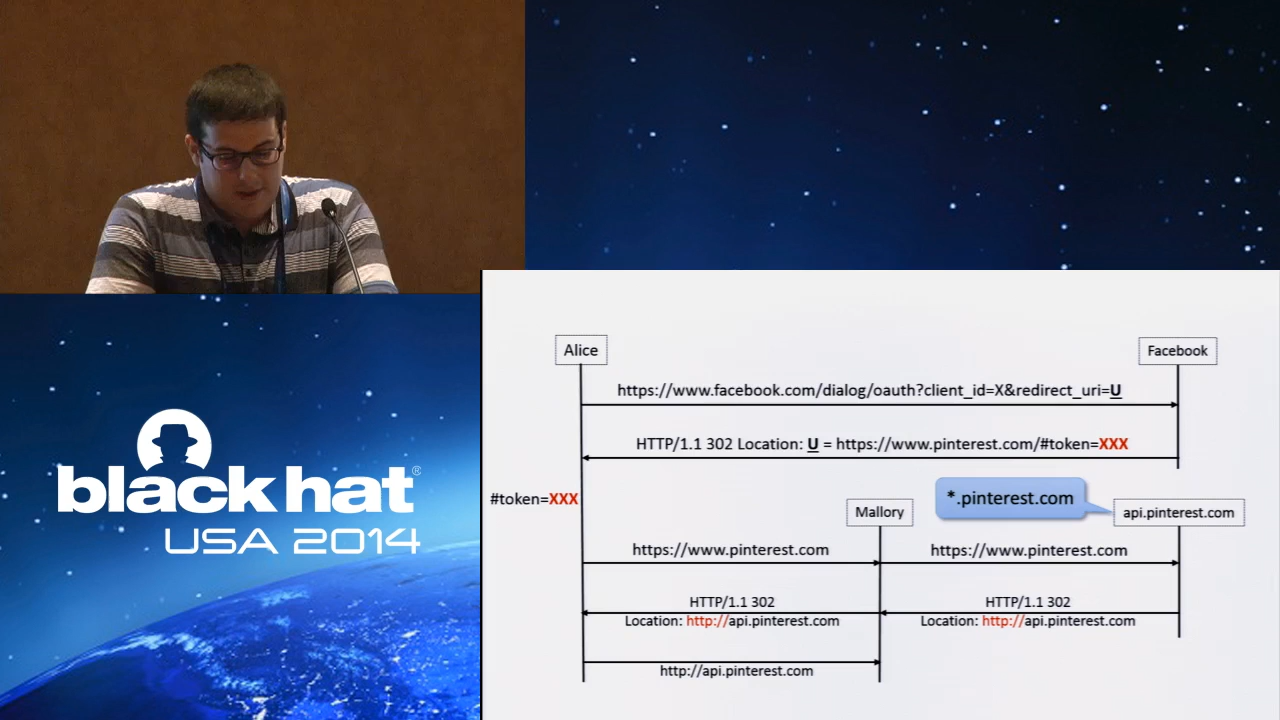 black hat®
USA 2014
Alice
Facebook
https://www.facebook.com/dialog/oauth?client_id=X&redirect_uri=U
HTTP/1.1 302 Location: U = https://www.pinterest.com/#token=XXX
#token=XXX
*.pinterest.com
Mallory
api.pinterest.com
https://www.pinterest.com
https://www.pinterest.com
HTTP/1.1 302
Location: http://api.pinterest.com
HTTP/1.1 302
Location: http://api.pinterest.com
http://api.pinterest.com